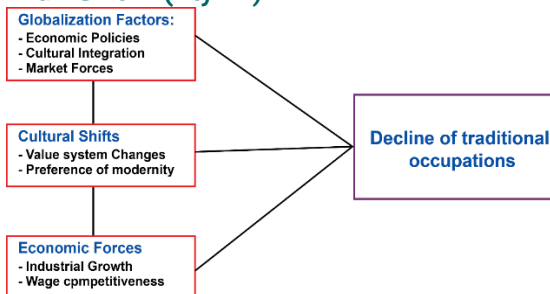 Globalization Factors:
- Economic Policies
- Cultural Integration
- Market Forces
Cultural Shifts
- Value system Changes
- Preference of modernity
Economic Forces
- Industrial Growth
- Wage cpmpetitiveness
Decline of traditional
occupations